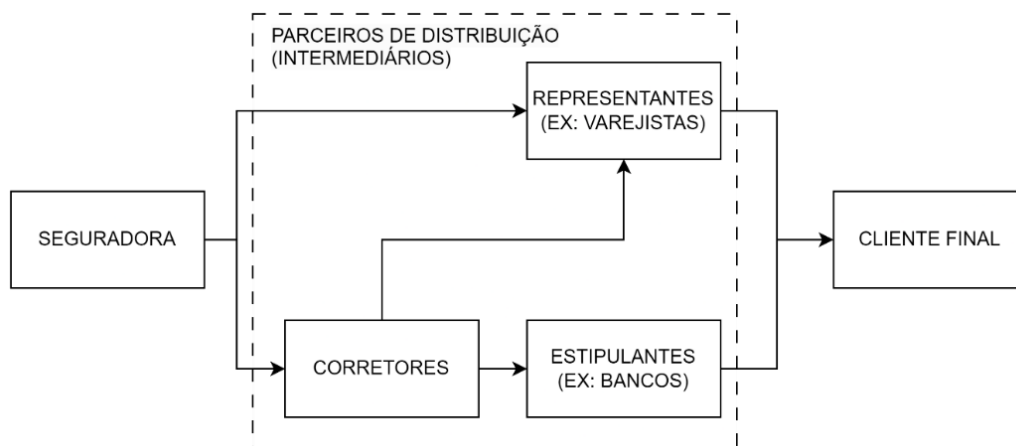 PARCEIROS DE DISTRIBUIÇÃO
(INTERMEDIÁRIOS)
REPRESENTANTES
(EX: VAREJISTAS)
SEGURADORA
CLIENTE FINAL
CORRETORES
ESTIPULANTES
(EX: BANCOS)